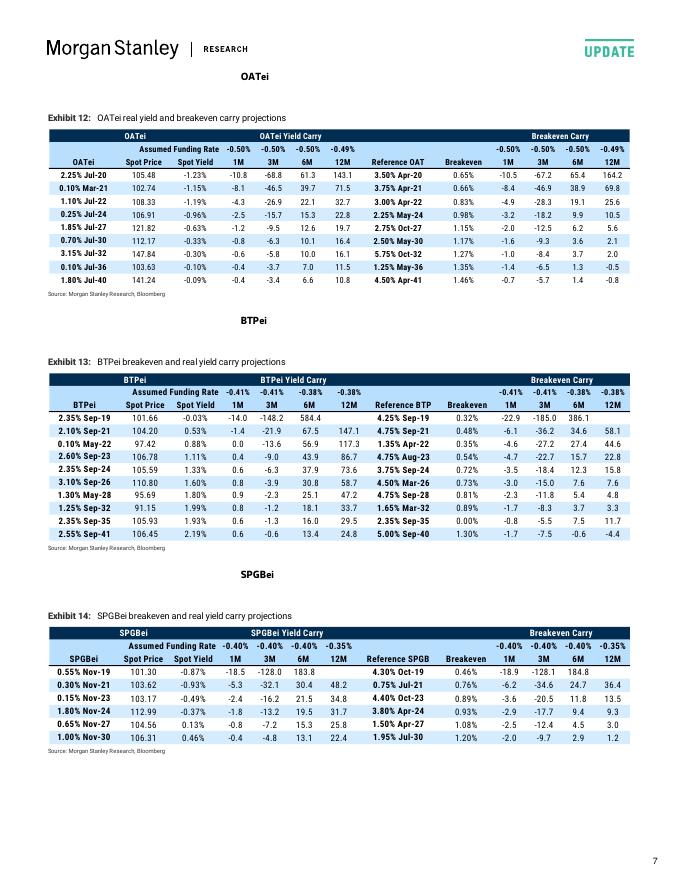 Morgan Stanley | RESEARCH
UPDATE
OATei
Exhibit 12: OATei real yield and breakeven carry projections
OATei OATei Yield Carry Breakeven Carry
Assumed Funding Rate -0.50% -0.50% -0.50% -0.49% -0.50% -0.50% -0.50% -0.49%
OATei Spot Price Spot Yield 1M 3M 6M 12M Reference OAT Breakeven 1M 3M 6M 12M
2.25% Jul-20 105.48 -1.23% -10.8 -68.8 61.3 143.1 3.50% Apr-20 0.65% -10.5 -67.2 65.4 164.2
0.10% Mar-21 102.74 -1.15% -8.1 -46.5 39.7 71.5 3.75% Apr-21 0.66% -8.4 -46.9 38.9 69.8
1.10% Jul-22 108.33 -1.19% -4.3 -26.9 22.1 32.7 3.00% Apr-22 0.83% -4.9 -28.3 19.1 25.6
0.25% Jul-24 106.91 -0.96% -2.5 -15.7 15.3 22.8 2.25% May-24 0.98% -3.2 -18.2 9.9 10.5
1.85% Jul-27 121.82 -0.63% -1.2 -9.5 12.6 19.7 2.75% Oct-27 1.15% -2.0 -12.5 6.2 5.6
0.70% Jul-30 112.17 -0.33% -0.8 -6.3 10.1 16.4 2.50% May-30 1.17% -1.6 -9.3 3.6 2.1
3.15% Jul-32 147.84 -0.30% -0.6 -5.8 10.0 16.1 5.75% Oct-32 1.27% -1.0 -8.4 3.7 2.0
0.10% Jul-36 103.63 -0.10% -0.4 -3.7 7.0 11.5 1.25% May-36 1.35% -1.4 -6.5 1.3 -0.5
1.80% Jul-40 141.24 -0.09% -0.4 -3.4 6.6 10.8 4.50% Apr-41 1.46% -0.7 -5.7 1.4 -0.8
Source: Morgan Stanley Research, Bloomberg
BTPei
Exhibit 13: BTPei breakeven and real yield carry projections
BTPei BTPei Yield Carry Breakeven Carry
Assumed Funding Rate -0.41% -0.41% -0.38% -0.38% -0.41% -0.41% -0.38% -0.38%
BTPei Spot Price Spot Yield 1M 3M 6M 12M Reference BTP Breakeven 1M 3M 6M 12M
2.35% Sep-19 101.66 -0.03% -14.0 -148.2 584.4 4.25% Sep-19 0.32% -22.9 -185.0 386.1
2.10% Sep-21 104.20 0.53% -1.4 -21.9 67.5 147.1 4.75% Sep-21 0.48% -6.1 -36.2 34.6 58.1
0.10% May-22 97.42 0.88% 0.0 -13.6 56.9 117.3 1.35% Apr-22 0.35% -4.6 -27.2 27.4 44.6
2.60% Sep-23 106.78 1.11% 0.4 -9.0 43.9 86.7 4.75% Aug-23 0.54% -4.7 -22.7 15.7 22.8
2.35% Sep-24 105.59 1.33% 0.6 -6.3 37.9 73.6 3.75% Sep-24 0.72% -3.5 -18.4 12.3 15.8
3.10% Sep-26 110.80 1.60% 0.8 -3.9 30.8 58.7 4.50% Mar-26 0.73% -3.0 -15.0 7.6 7.6
1.30% May-28 95.69 1.80% 0.9 -2.3 25.1 47.2 4.75% Sep-28 0.81% -2.3 -11.8 5.4 4.8
1.25% Sep-32 91.15 1.99% 0.8 -1.2 18.1 33.7 1.65% Mar-32 0.89% -1.7 -8.3 3.7 3.3
2.35% Sep-35 105.93 1.93% 0.6 -1.3 16.0 29.5 2.35% Sep-35 0.00% -0.8 -5.5 7.5 11.7
2.55% Sep-41 106.45 2.19% 0.6 -0.6 13.4 24.8 5.00% Sep-40 1.30% -1.7 -7.5 -0.6 -4.4
Source: Morgan Stanley Research, Bloomberg
SPGBei
Exhibit 14: SPGBei breakeven and real yield carry projections
SPGBei SPGBei Yield Carry Breakeven Carry
Assumed Funding Rate -0.40% -0.40% -0.40% -0.35% -0.40% -0.40% -0.40% -0.35%
SPGBei Spot Price Spot Yield 1M 3M 6M 12M Reference SPGB Breakeven 1M 3M 6M 12M
0.55% Nov-19 101.30 -0.87% -18.5 -128.0 183.8 4.30% Oct-19 0.46% -18.9 -128.1 184.8
0.30% Nov-21 103.62 -0.93% -5.3 -32.1 30.4 48.2 0.75% Jul-21 0.76% -6.2 -34.6 24.7 36.4
0.15% Nov-23 103.17 -0.49% -2.4 -16.2 21.5 34.8 4.40% Oct-23 0.89% -3.6 -20.5 11.8 13.5
1.80% Nov-24 112.99 -0.37% -1.8 -13.2 19.5 31.7 3.80% Apr-24 0.93% -2.9 -17.7 9.4 9.3
0.65% Nov-27 104.56 0.13% -0.8 -7.2 15.3 25.8 1.50% Apr-27 1.08% -2.5 -12.4 4.5 3.0
1.00% Nov-30 106.31 0.46% -0.4 -4.8 13.1 22.4 1.95% Jul-30 1.20% -2.0 -9.7 2.9 1.2
Source: Morgan Stanley Research, Bloomberg
7